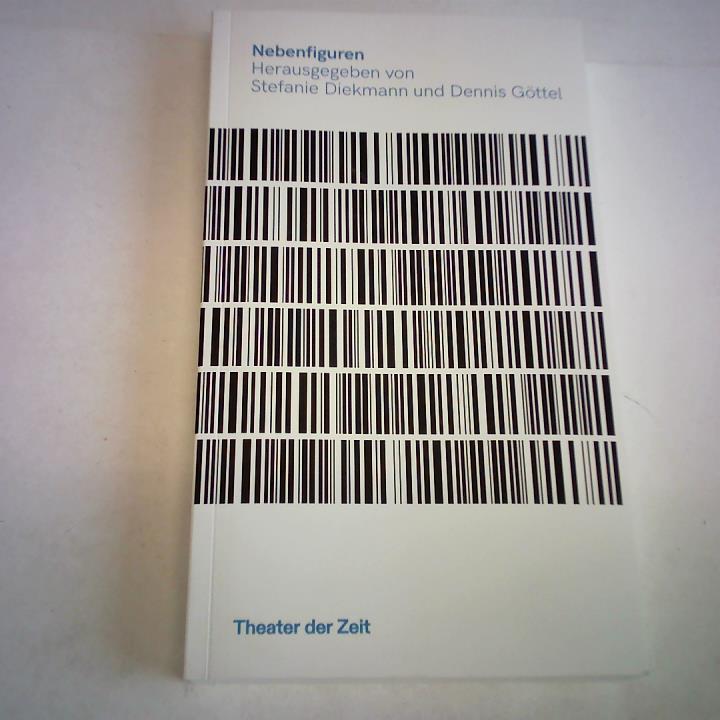 Nebenfiguren
Herausgegeben von
Stefanie Diekmann und Dennis Göttel
Theater der Zeit